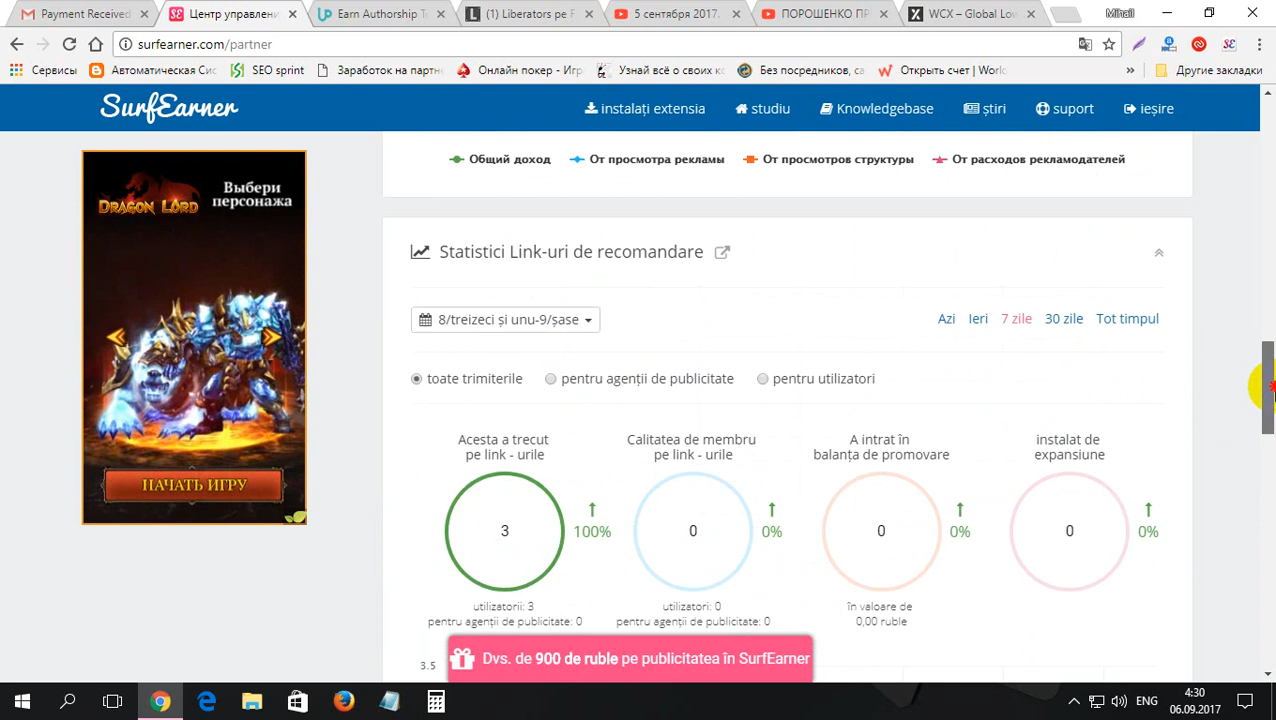 Payment Received
Центр управлени
Earn Authorship T
(1) Liberators pe F
5 сентября 2017.
ПОРОШЕНКО ПР
WCX – Global Lo
Mihail
surfearner.com/partner
Сервисы
Автоматическая Сис
SEO sprint
Заработок на партн
Онлайн покер - Игр
Узнай всё о своих к
Без посредников, са
Открыть счет | Worl
»
Другие закладки
SurfEarner
instalați extensia
studiu
Knowledgebase
știri
suport
ieșire
Выбери
персонажа
DRAGON LORD
НАЧАТЬ ИГРУ
Общий доход
От просмотра рекламы
От просмотров структуры
От расходов рекламодателей
Statistici Link-uri de recomandare
8/treizeci și unu-9/șase
Azi Ieri 7 zile 30 zile Tot timpul
toate trimiterile
pentru agenții de publicitate
pentru utilizatori
Acesta a trecut
pe link - urile
3
100%
utilizatorii: 3
pentru agenții de publicitate: 0
Calitatea de membru
pe link - urile
0
0%
utilizatori: 0
pentru agenții de publicitate: 0
A intrat în
balanța de promovare
0
0%
în valoare de
0,00 ruble
instalat de
expansiune
0
0%
3.5
Dvs. de 900 de ruble pe publicitatea în SurfEarner
ENG
4:30
06.09.2017